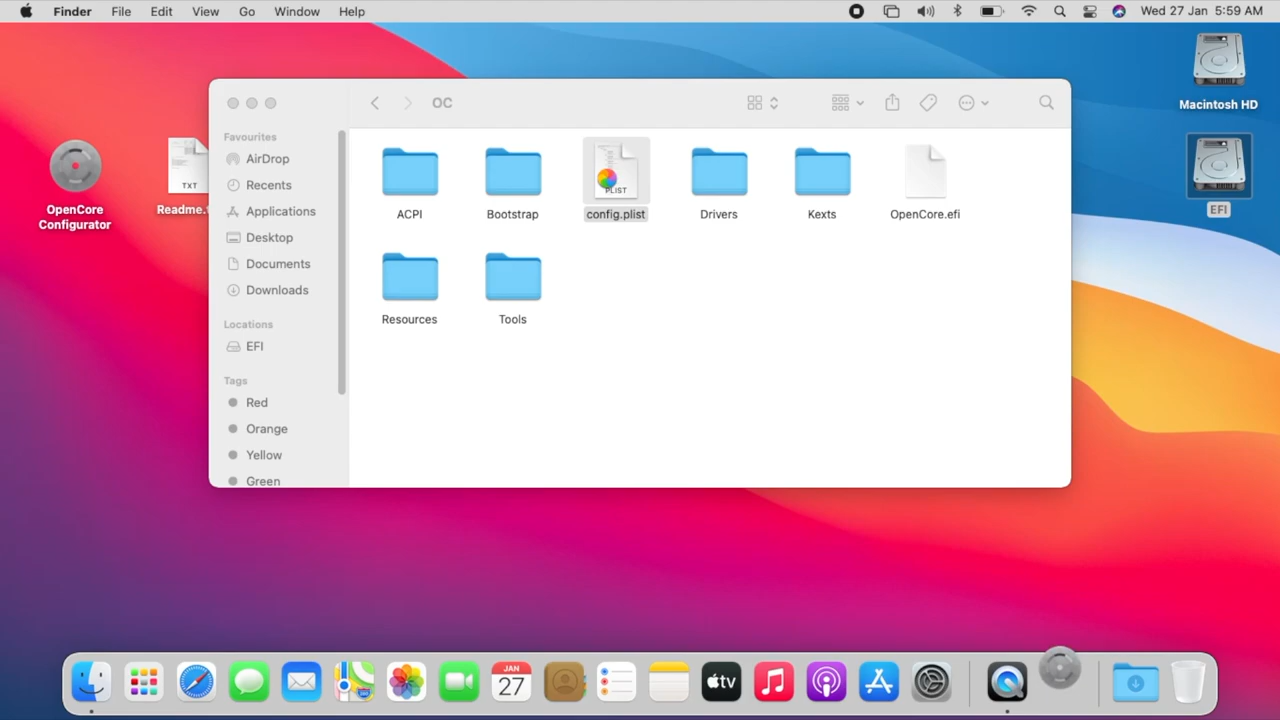 Finder File Edit View Go Window Help Wed 27 Jan 5:59 AM
OC
Favourites
AirDrop
Recents
Applications
Desktop
Documents
Downloads
Locations
EFI
Tags
Red
Orange
Yellow
Green
ACPI
Bootstrap
PLIST
config.plist
Drivers
Kexts
OpenCore.efi
Resources
Tools
OpenCore
Configurator
TXT
Readme.t
Macintosh HD
EFI
JAN
27
tv